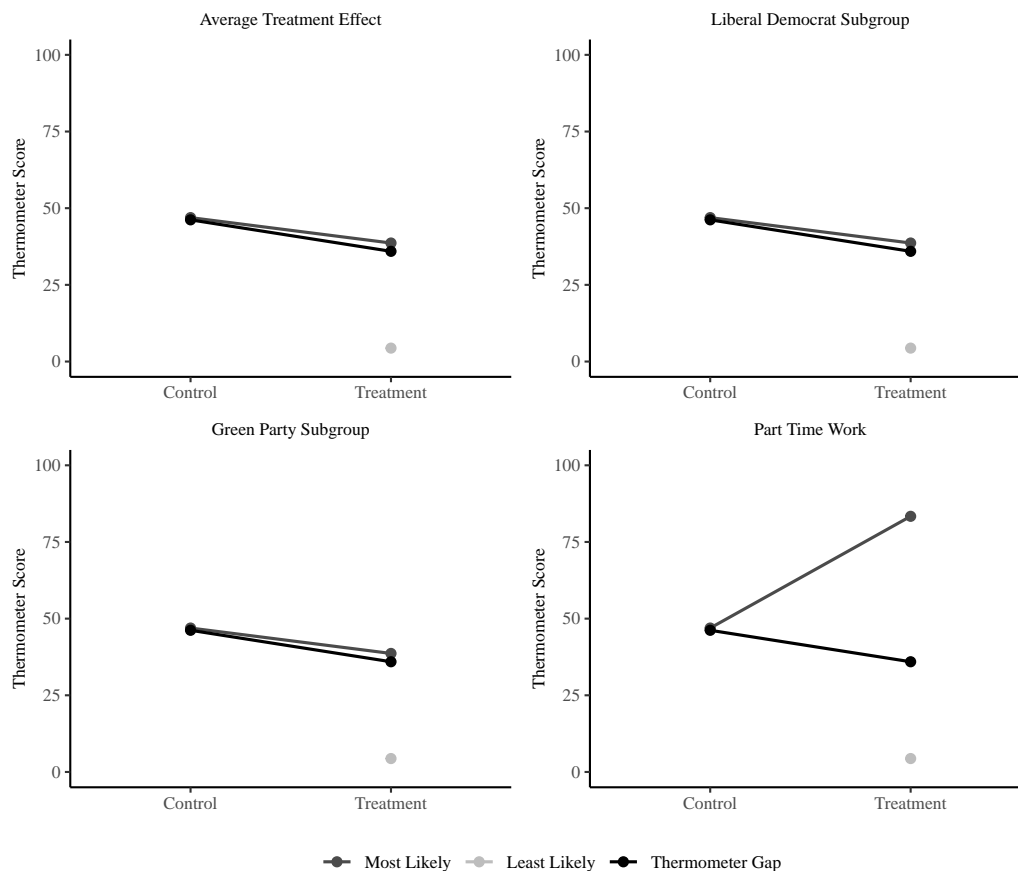 Average Treatment Effect
Liberal Democrat Subgroup
100
75
50
25
0
Thermometer Score
Control
Treatment
100
75
50
25
0
Thermometer Score
Control
Treatment
Green Party Subgroup
Part Time Work
100
75
50
25
0
Thermometer Score
Control
Treatment
100
75
50
25
0
Thermometer Score
Control
Treatment
Most Likely
Least Likely
Thermometer Gap